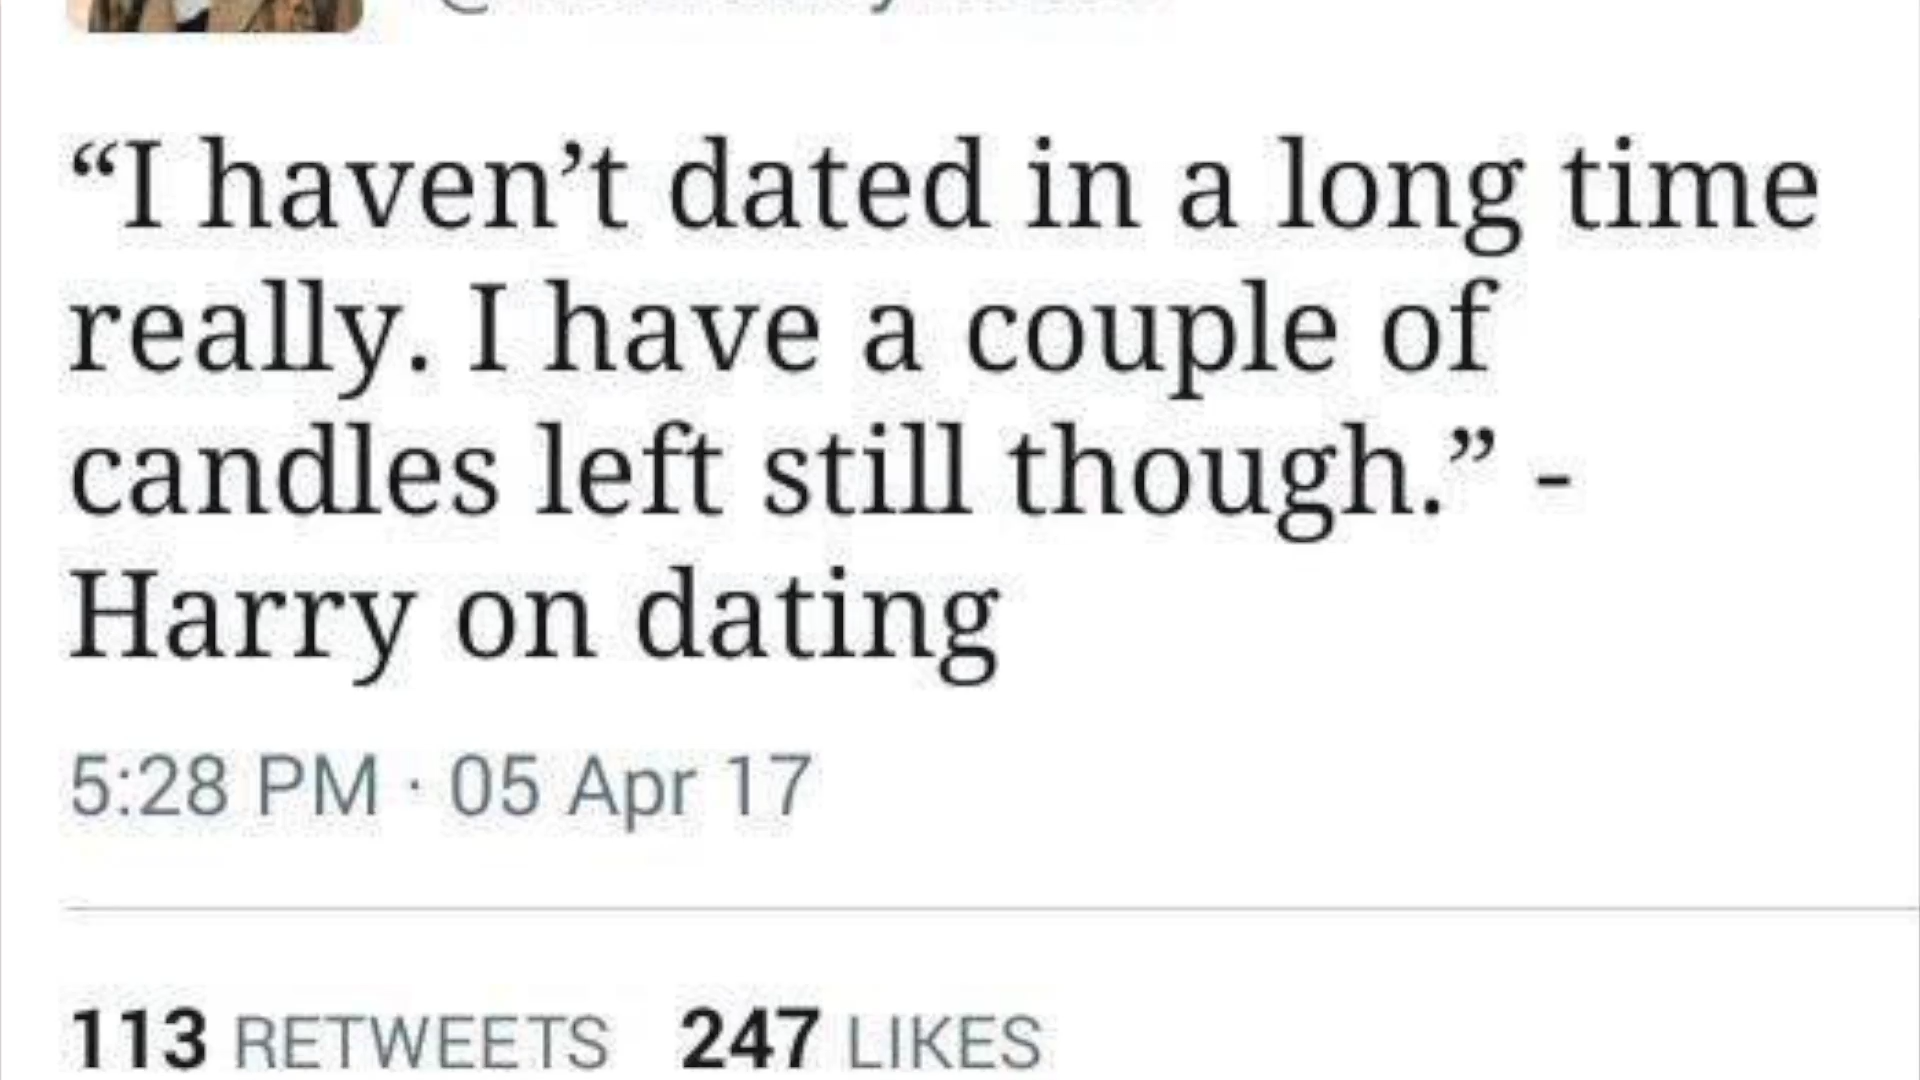 “I haven’t dated in a long time
really. I have a couple of
candles left still though.” -
Harry on dating
5:28 PM · 05 Apr 17
113 RETWEETS 247 LIKES